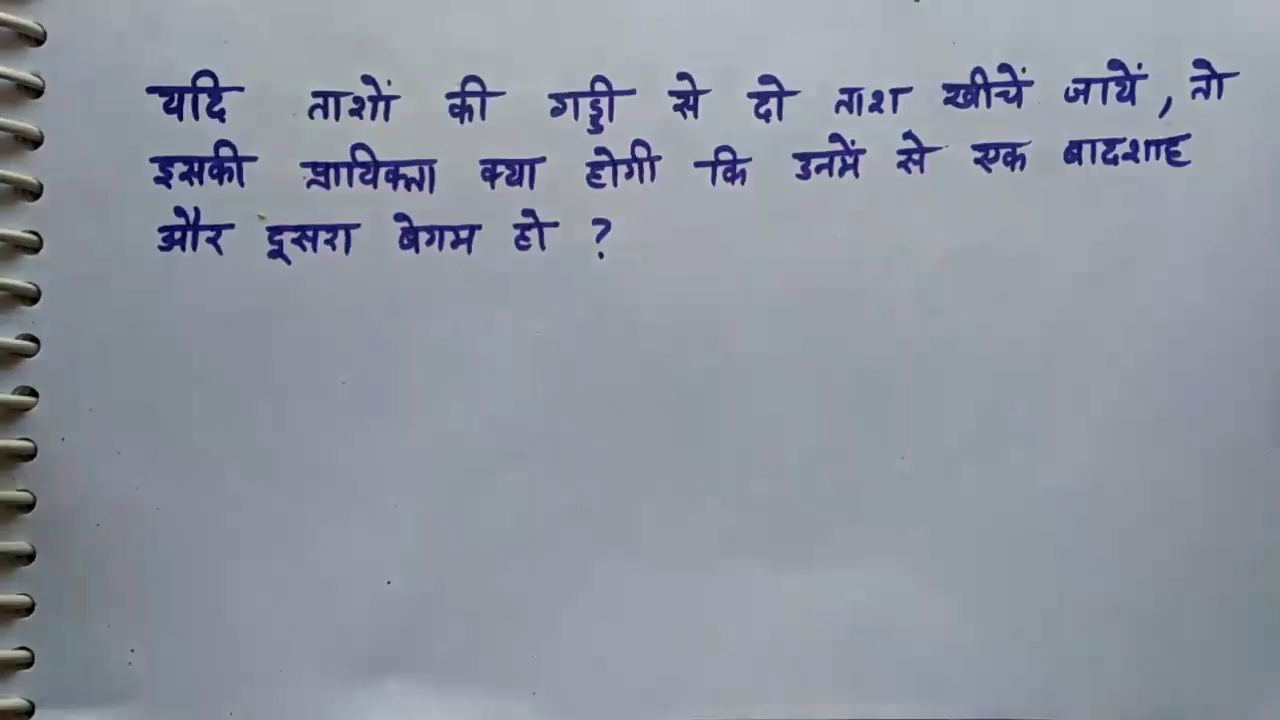 यदि ताशों की गड्डी से दो ताश खीचें जायें, तो
इसकी प्रायिकता क्या होगी कि उनमें से एक बादशाह
और दूसरा बेगम हो ?